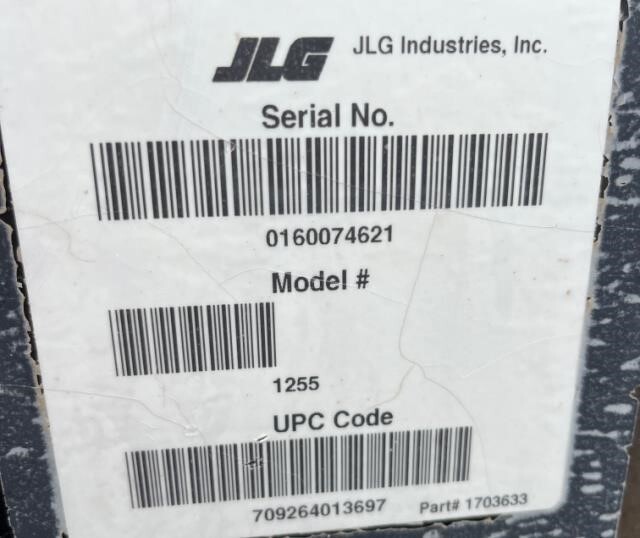 JLG JLG Industries, Inc.
Serial No.
0160074621
Model #
1255
UPC Code
709264013697 Part# 1703633